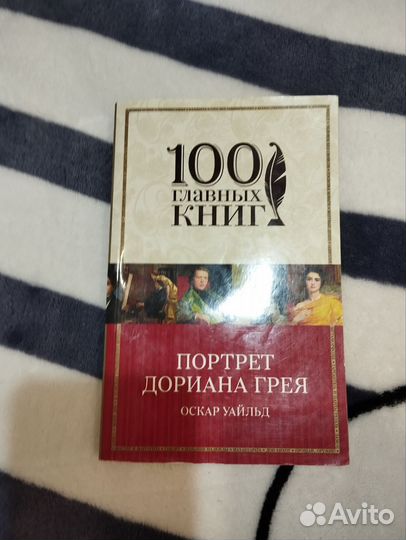 100
ГЛАВНЫХ
КНИГ
ПОРТРЕТ
ДОРИАНА ГРЕЯ
ОСКАР УАЙЛЬД
Avito